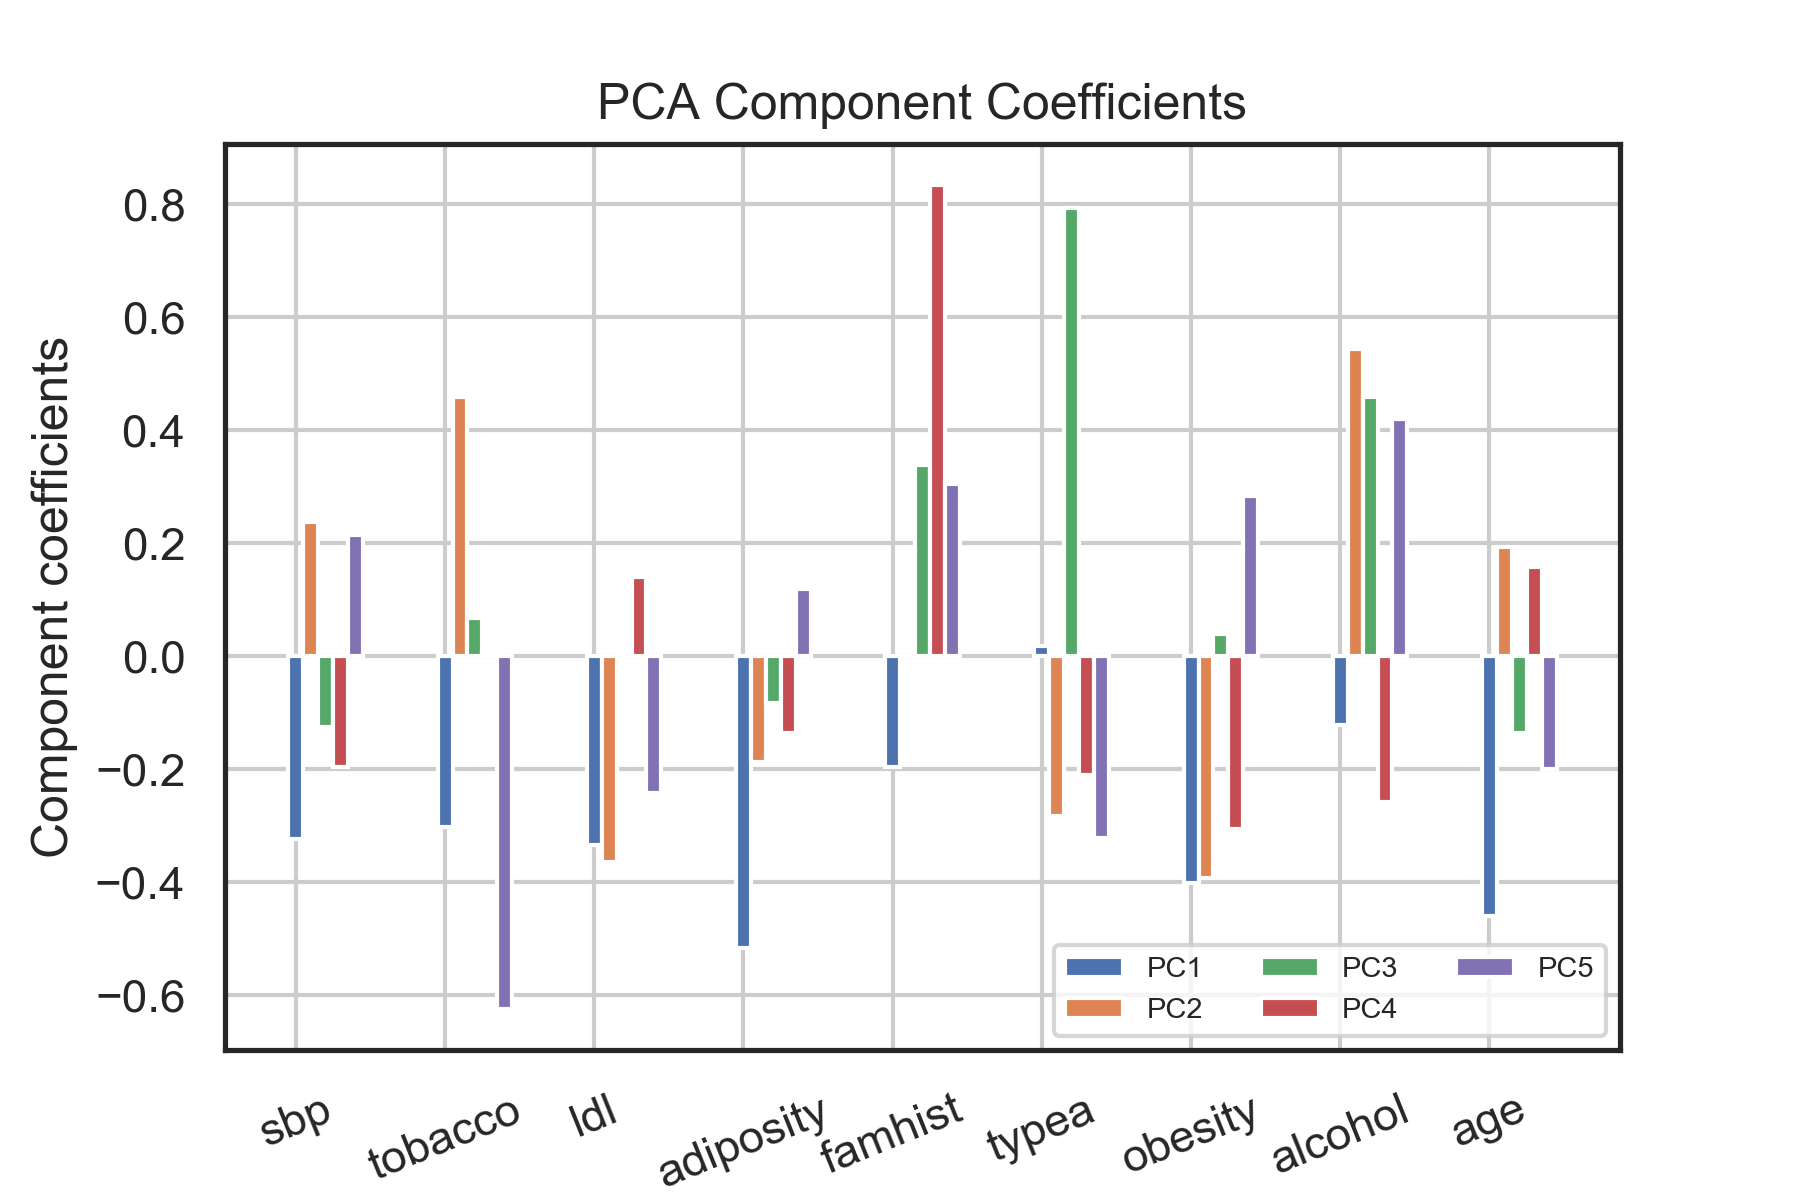 PCA Component Coefficients
Component coefficients
0.8
0.6
0.4
0.2
0.0
−0.2
−0.4
−0.6
sbp
tobacco
ldl
adiposity
famhist
typea
obesity
alcohol
age
PC1
PC2
PC3
PC4
PC5